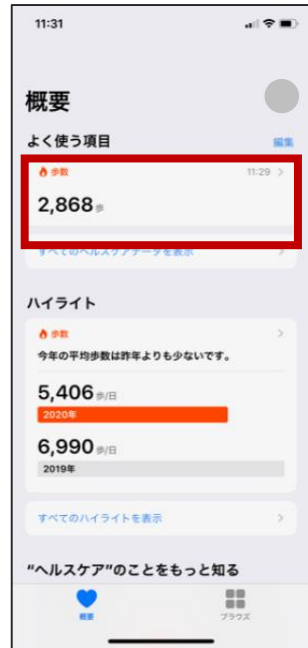 11:31
概要
よく使う項目 編集
歩数 11:29
2,868歩
すべてのヘルスケアデータを表示
ハイライト
歩数
今年の平均歩数は昨年よりも少ないです。
5,406歩/日
2020年
6,990歩/日
2019年
すべてのハイライトを表示
“ヘルスケア”のことをもっと知る
概要 ブラウズ